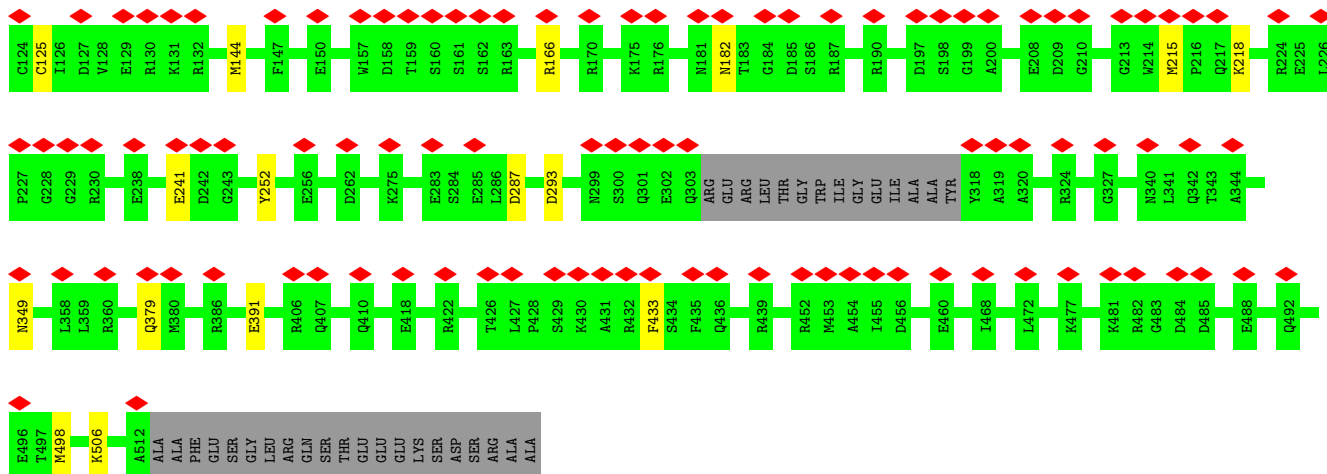 C124 C125 I126 D127 V128 E129 R130 K131 R132 M144 F147 E150 W157 D158 T159 S160 S161 S162 R163 R166 R170 K175 R176 N181 N182 T183 G184 D185 S186 R187 R190 D197 S198 G199 A200 E208 D209 G210 G213 W214 M215 P216 Q217 K218 R224 E225 L226
P227 G228 G229 R230 E238 E241 D242 G243 Y252 E256 D262 K275 E283 S284 E285 L286 D287 D293 N299 S300 Q301 E302 Q303 ARG GLU ARG LEU THR GLY TRP ILE GLY GLU ILE ALA ALA TYR Y318 A319 A320 R324 G327 N340 L341 Q342 T343 A344
N349 L358 L359 R360 Q379 M380 R386 E391 R406 Q407 Q410 E418 R422 T426 L427 P428 S429 K430 A431 R432 F433 S434 F435 Q436 R439 R452 M453 A454 I455 D456 E460 I468 L472 K477 K481 R482 G483 D484 D485 E488 Q492
E496 T497 M498 K506 A512 ALA ALA PHE GLU SER GLY LEU ARG GLN SER THR GLU GLU GLU LYS SER ASP SER ARG ALA ALA